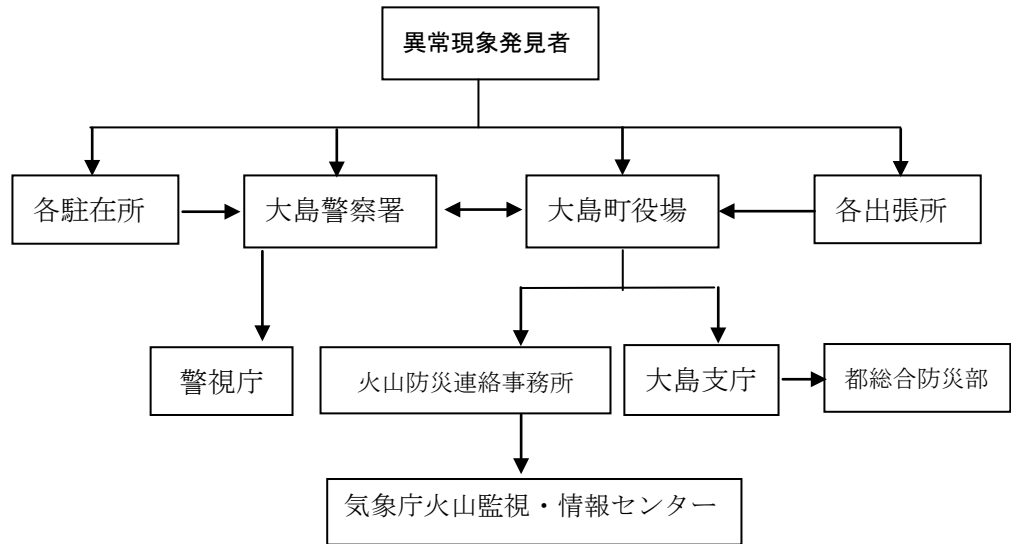 異常現象発見者
各駐在所
大島警察署
大島町役場
各出張所
警視庁
火山防災連絡事務所
大島支庁
都総合防災部
気象庁火山監視・情報センター